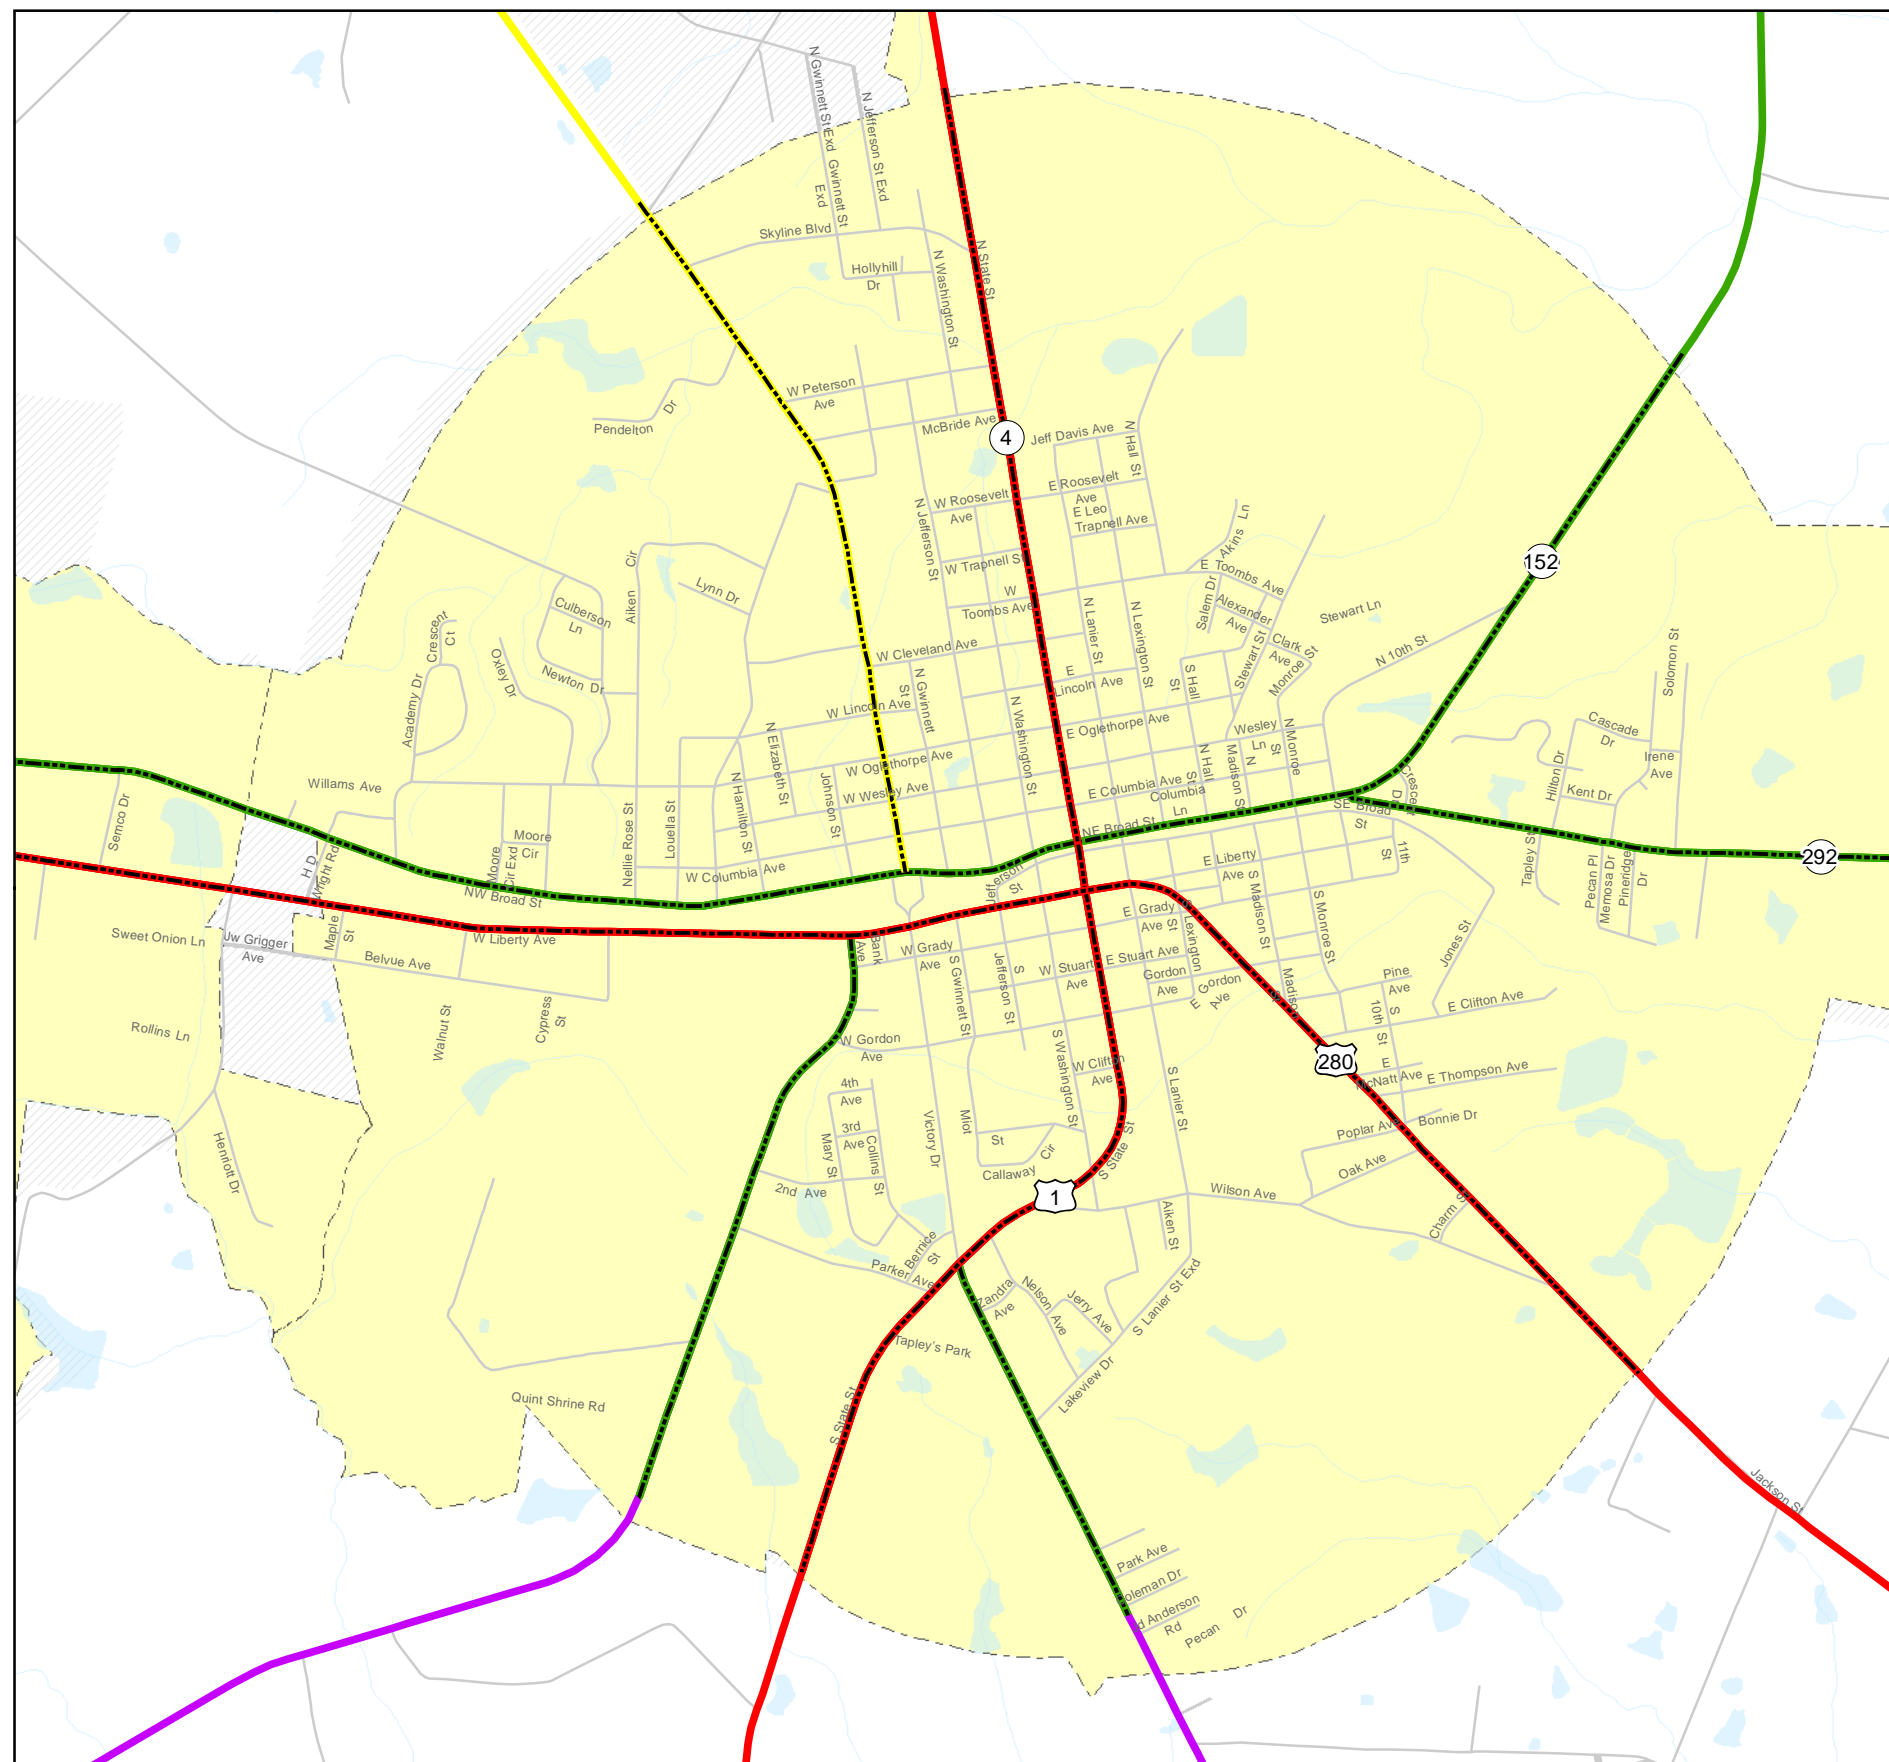 N Gwinnett St Exd
N Jefferson St Exd
Gwinnett St
Exd
Skyline Blvd
N State St
N Washington St
Hollyhill
Dr
W Peterson
Ave
Pendelton
Dr
McBride Ave
4
Jeff Davis Ave
N Hall St
E Roosevelt
Ave
W Roosevelt
Ave
E Leo
Trapnell Ave
N Jefferson St
W Trapnell St
Akins Ln
152
E Toombs Ave
W
Toombs Ave
Salem Dr
Alexander
Ave
Stewart Ln
Clark
Ave
Monroe St
Stewart St
N 10th St
Lynn Dr
Aiken Cir
Culberson
Ln
Newton Dr
Oxley Dr
Crescent
Ct
Academy Dr
W Cleveland Ave
N Lanier St
N Lexington St
S Hall
St
E
Lincoln Ave
W Lincoln Ave
N Gwinnett
St
N Washington St
E Oglethorpe Ave
Wesley
Ln
N Monroe
St
Solomon St
Cascade
Dr
Irene
Ave
Hilton Dr
Kent Dr
N Elizabeth St
W Oglethorpe Ave
W Wesley Ave
N Hamilton St
Johnson St
N Hall
St
N
Madison St
E Columbia Ave
Columbia
Ln
NE Broad St
SE Broad
St
Crescent
Dr
Willams Ave
Semco Dr
Nellie Rose St
Louella St
Moore
Cir
Moore
Cir Exd
H D
Wright Rd
NW Broad St
W Columbia Ave
Jefferson
St
E Liberty
Ave
11th
St
Tapley St
Pecan Pl
Memosa Dr
Pineridge
Dr
292
Sweet Onion Ln
Jw Grigger
Ave
Maple
St
Belvue Ave
W Liberty Ave
Bank
Ave
W Grady
Ave
E Grady
Ave
S Lexington
St
S Madison St
S Monroe St
Jones St
E Stuart Ave
W Stuart
Ave
Gordon
Ave
E Gordon
Ave
S Gwinnett St
S
Jefferson St
S
Madison
Pine
Ave
S
10th St
E Clifton Ave
Rollins Ln
Walnut St
Cypress
St
W Gordon
Ave
S Washington St
W Clifton
Ave
280
E
McNatt Ave
E Thompson Ave
S Lanier St
4th
Ave
3rd
Ave
Mary St
Collins
St
Victory Dr
Miot
St
Callaway
Cir
S State St
Poplar Ave
Bonnie Dr
Oak Ave
Henriott Dr
2nd Ave
1
Wilson Ave
Aiken St
Charm
S
Bernice
St
Parker Ave
Zandra
Ave
Nelson
Ave
Jerry Ave
S Lanier St Exd
Tapley's Park
Lakeview Dr
Quint Shrine Rd
S State St
Jackson St
Park Ave
oleman Dr
d Anderson
Rd
Pecan Dr